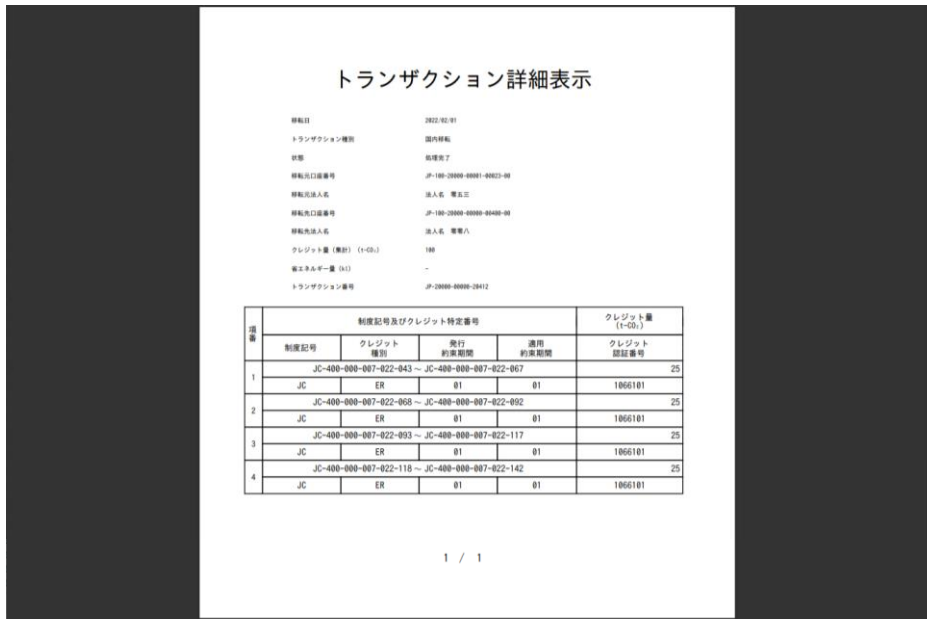 トランザクション詳細表示
移転日 2022/02/01
トランザクション種別 国内移転
状態 処理完了
移転元口座番号 JP-100-20000-00001-00023-00
移転元法人名 法人名 零五三
移転先口座番号 JP-100-20000-00000-00400-00
移転先法人名 法人名 零零八
クレジット量(集計)(t-CO₂) 100
省エネルギー量(kl) -
トランザクション番号 JP-20000-00000-20412
項番 制度記号及びクレジット特定番号 クレジット量(t-CO₂)
制度記号 クレジット種別 発行約束期間 適用約束期間 クレジット認証番号
1 JC-400-000-007-022-043 ~ JC-400-000-007-022-067 25
JC ER 01 01 1066101
2 JC-400-000-007-022-068 ~ JC-400-000-007-022-092 25
JC ER 01 01 1066101
3 JC-400-000-007-022-093 ~ JC-400-000-007-022-117 25
JC ER 01 01 1066101
4 JC-400-000-007-022-118 ~ JC-400-000-007-022-142 25
JC ER 01 01 1066101
1 / 1